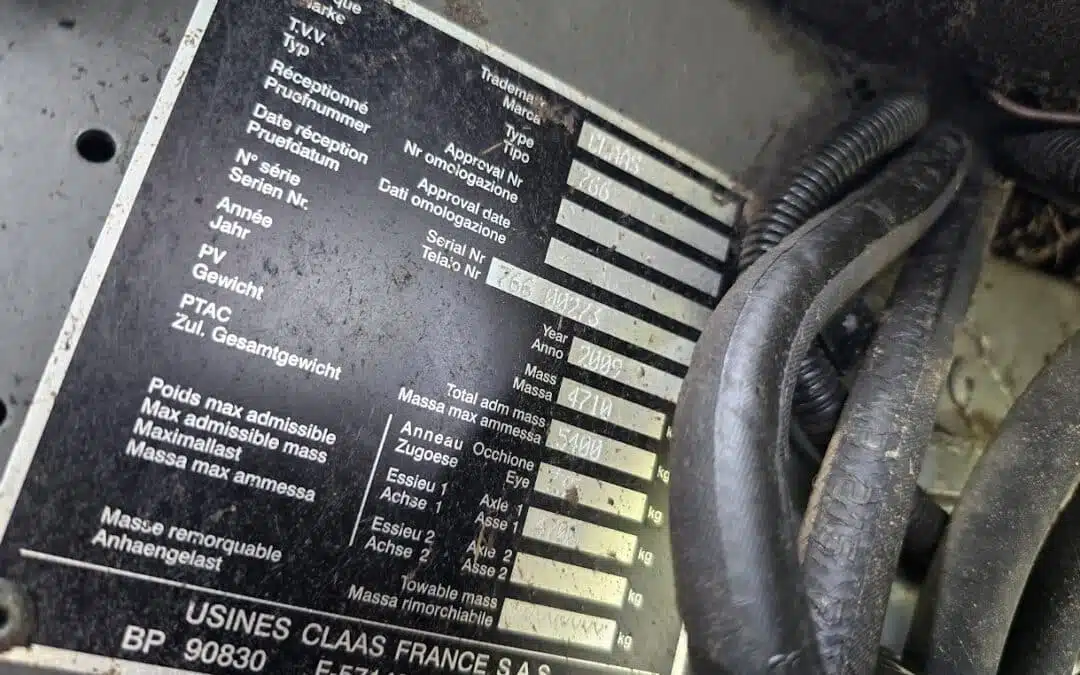 T.V.V.
Typ
Réceptionné
Pruefnummer
Date réception
Pruefdatum
N° série
Serien Nr.
Année
Jahr
PV
Gewicht
PTAC
Zul. Gesamtgewicht
Poids max admissible
Max admissible mass
Maximallast
Massa max ammessa
Masse remorquable
Anhaengelast
Marca
Type
Tipo
Approval Nr
Nr omologazione
Approval date
Dati omologazione
Serial Nr
Telaio Nr
Year
Anno
Mass
Massa
Total adm mass
Massa max ammessa
Anneau
Zugoese
Occhione
Eye
Essieu 1
Achse 1
Axle 1
Asse 1
Essieu 2
Achse 2
Axle 2
Asse 2
Towable mass
Massa rimorchiabile
CLAAS
766
766
2009
4710
5400
kg
kg
kg
kg
kg
USINES CLAAS FRANCE S.A.S.
BP 90830